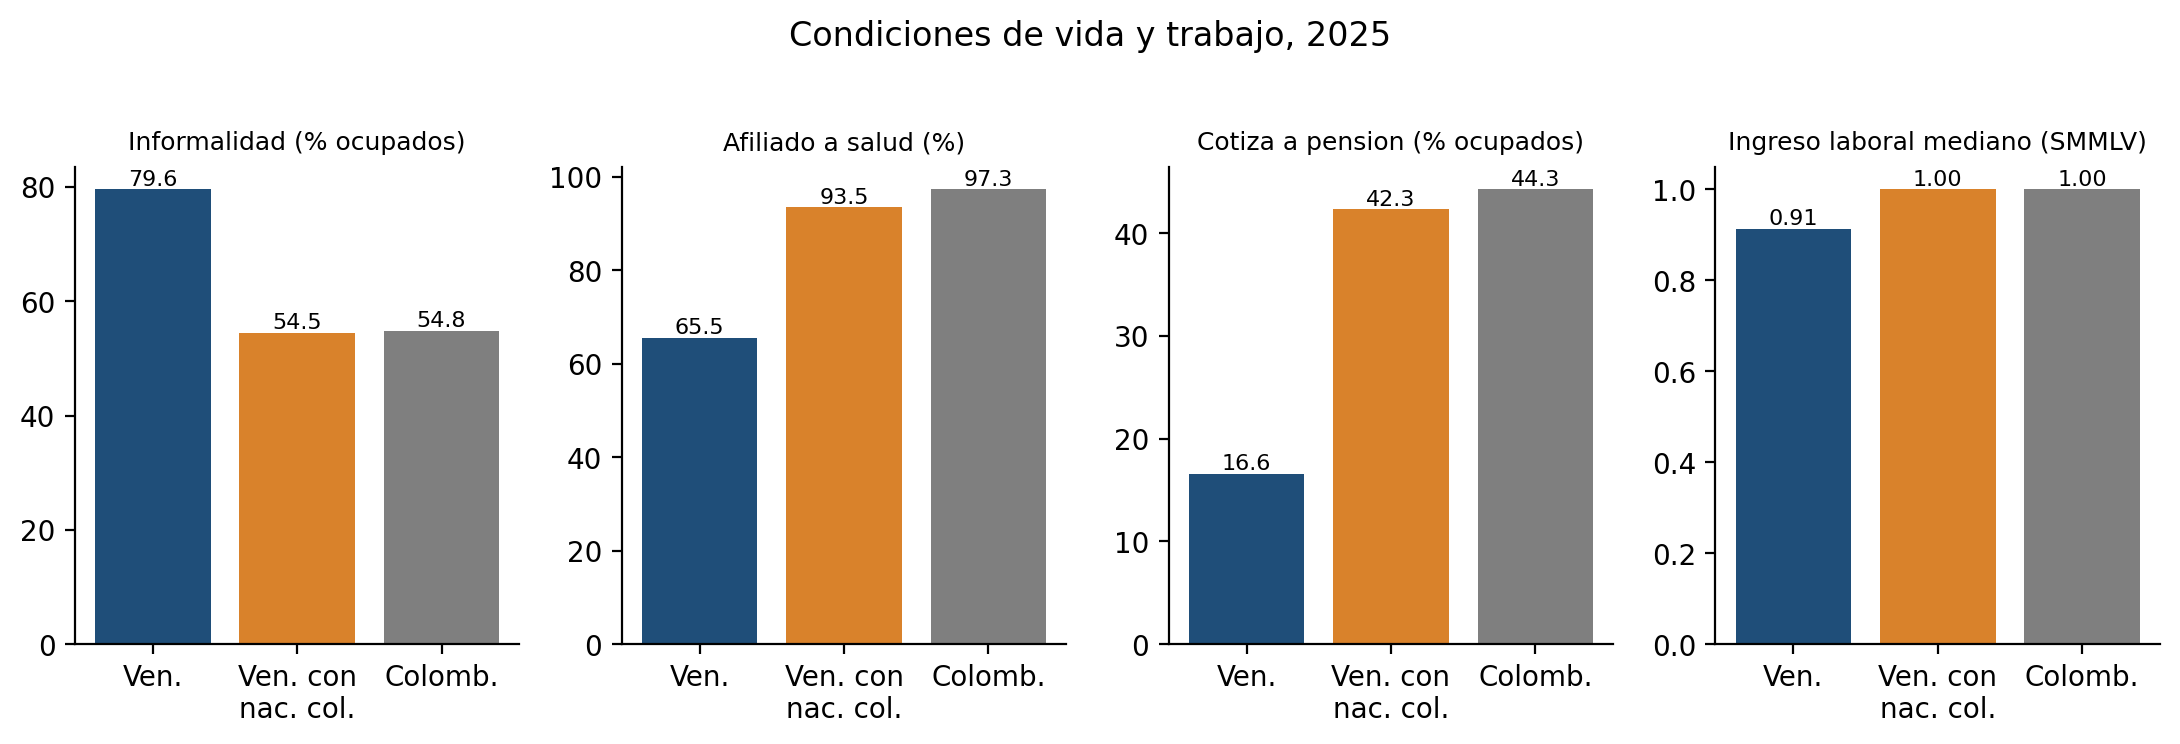 Condiciones de vida y trabajo, 2025
Informalidad (% ocupados)
80
60
40
20
0
79.6
54.5
54.8
Ven.
Ven. con
nac. col.
Colomb.
Afiliado a salud (%)
100
80
60
40
20
0
65.5
93.5
97.3
Ven.
Ven. con
nac. col.
Colomb.
Cotiza a pension (% ocupados)
40
30
20
10
0
16.6
42.3
44.3
Ven.
Ven. con
nac. col.
Colomb.
Ingreso laboral mediano (SMMLV)
1.0
0.8
0.6
0.4
0.2
0.0
0.91
1.00
1.00
Ven.
Ven. con
nac. col.
Colomb.